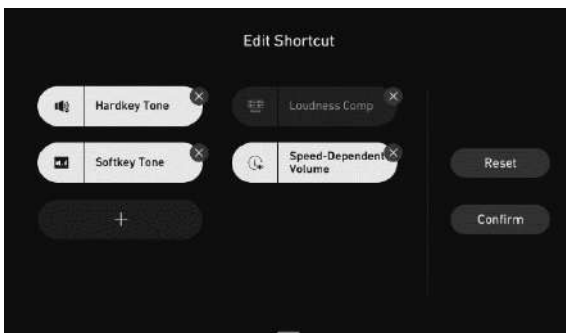 Edit Shortcut
Hardkey Tone
Loudness Comp
Softkey Tone
Speed-Dependent
Volume
+
Reset
Confirm